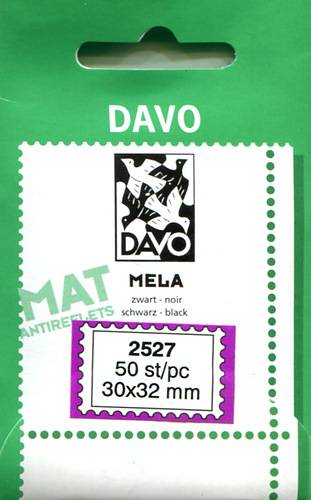 DAVO
DAVO
MELA
zwart - noir
schwarz - black
MAT
ANTIREFLETS
2527
50 st/pc
30x32 mm